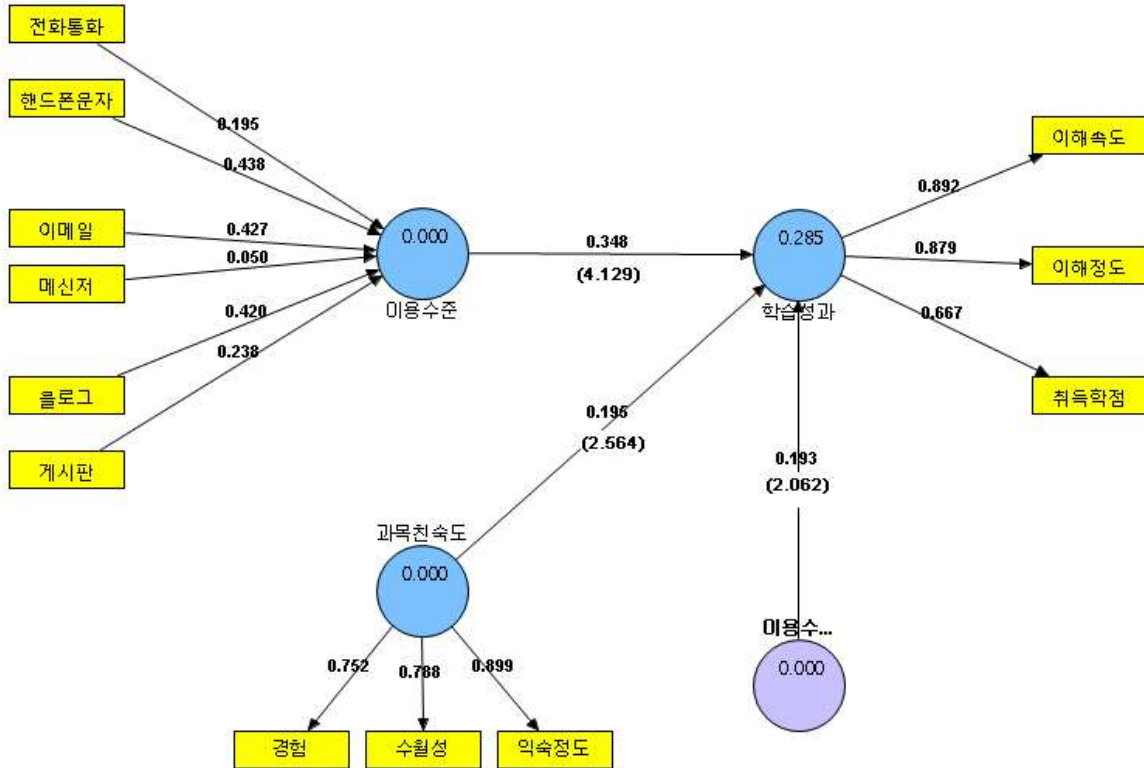 전화통화
핸드폰문자
이메일
메신저
블로그
게시판
0.195
0.438
0.427
0.050
0.420
0.238
0.000
이용수준
0.348
(4.129)
0.285
학습성과
0.892
0.879
0.667
이해속도
이해정도
취득학점
0.195
(2.564)
0.193
(2.062)
과목친숙도
0.000
0.752
0.788
0.899
경험
수월성
익숙정도
이용수...
0.000